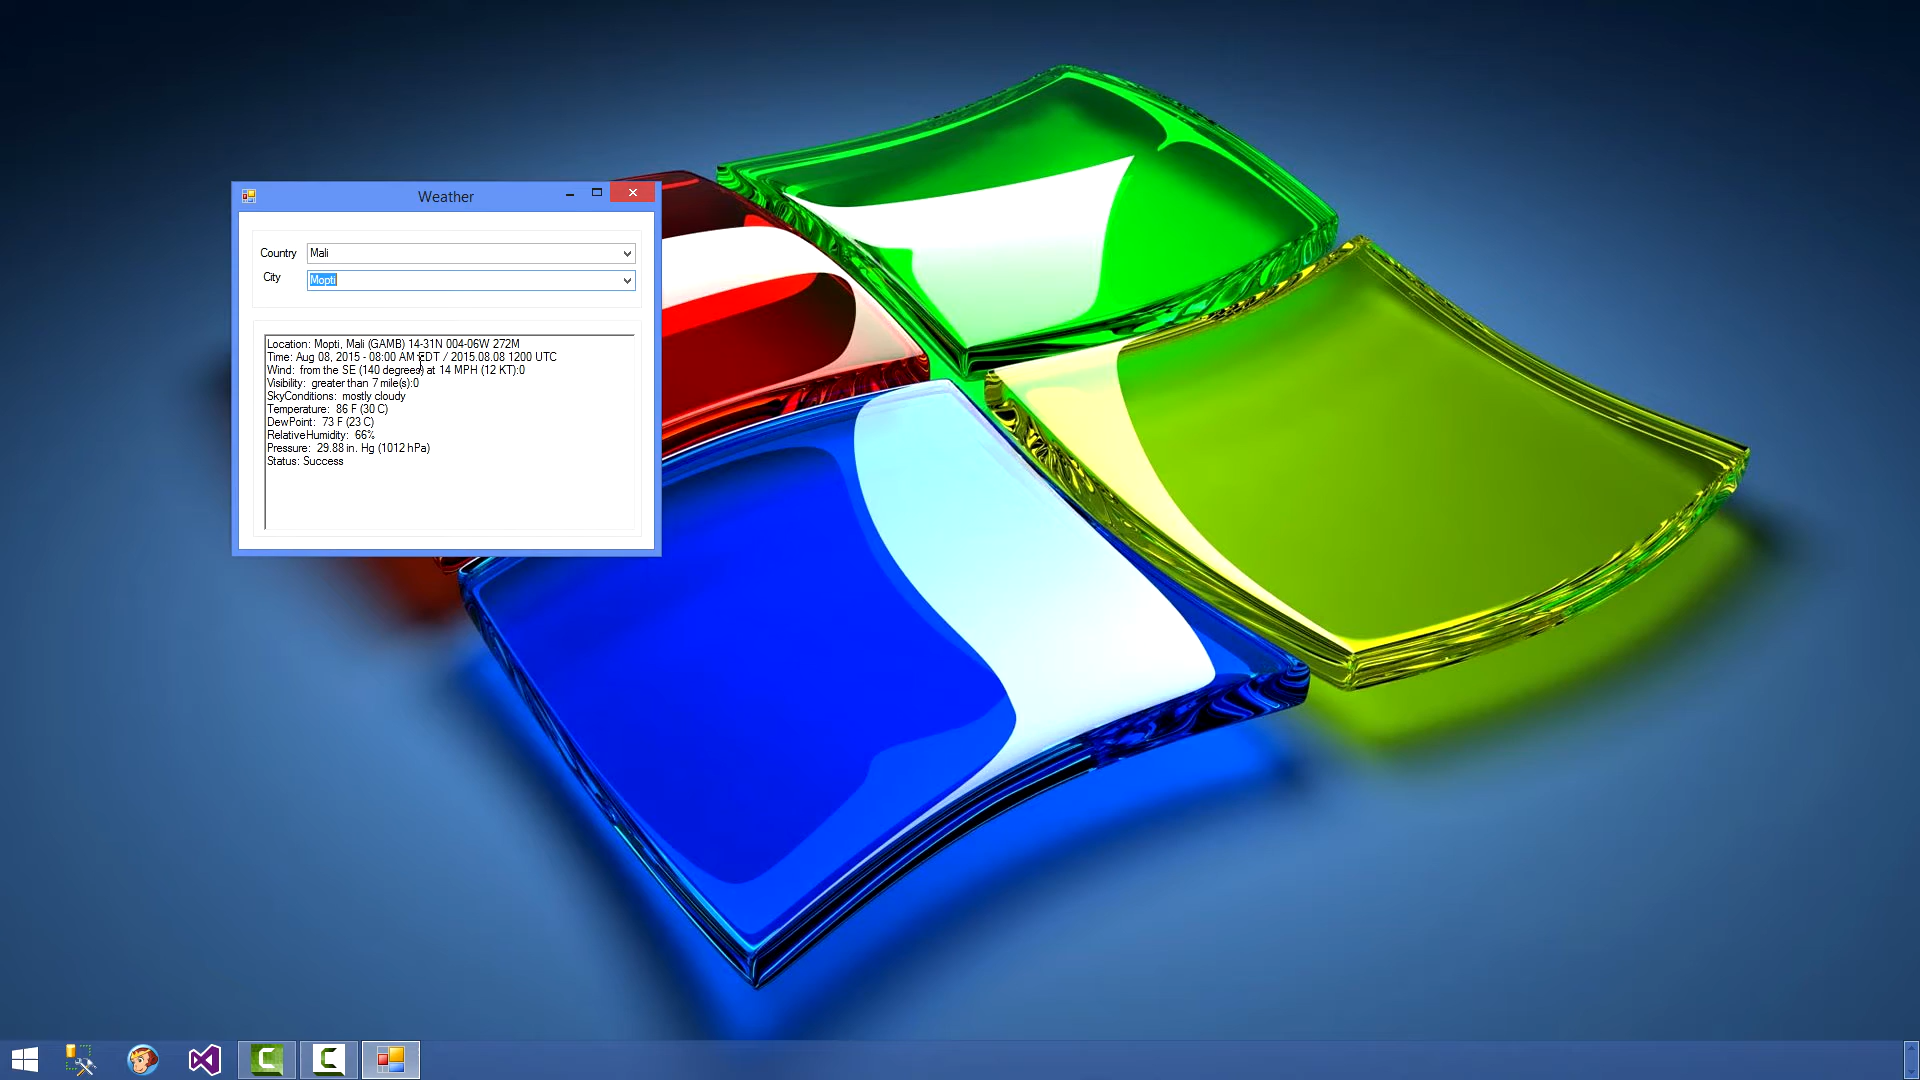 Weather
Country Mali
City Mopti
Location: Mopti, Mali (GAMB) 14-31N 004-06W 272M
Time: Aug 08, 2015 - 08:00 AM EDT / 2015.08.08 1200 UTC
Wind:  from the SE (140 degrees) at 14 MPH (12 KT):0
Visibility:  greater than 7 mile(s):0
SkyConditions:  mostly cloudy
Temperature:  86 F (30 C)
DewPoint:  73 F (23 C)
RelativeHumidity:  66%
Pressure:  29.88 in. Hg (1012 hPa)
Status: Success